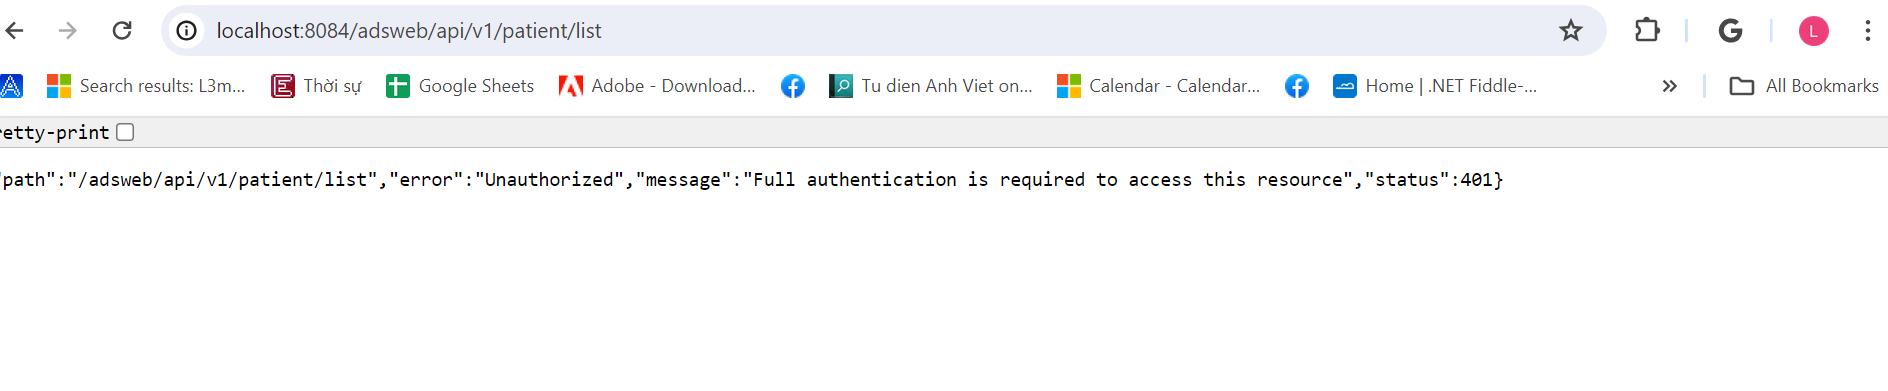 localhost:8084/adsweb/api/v1/patient/list
G L
Search results: L3m... E Thời sự Google Sheets Adobe - Download... Tu dien Anh Viet on... Calendar - Calendar... Home | .NET Fiddle-... » All Bookmarks
retty-print
"path":"/adsweb/api/v1/patient/list","error":"Unauthorized","message":"Full authentication is required to access this resource","status":401}